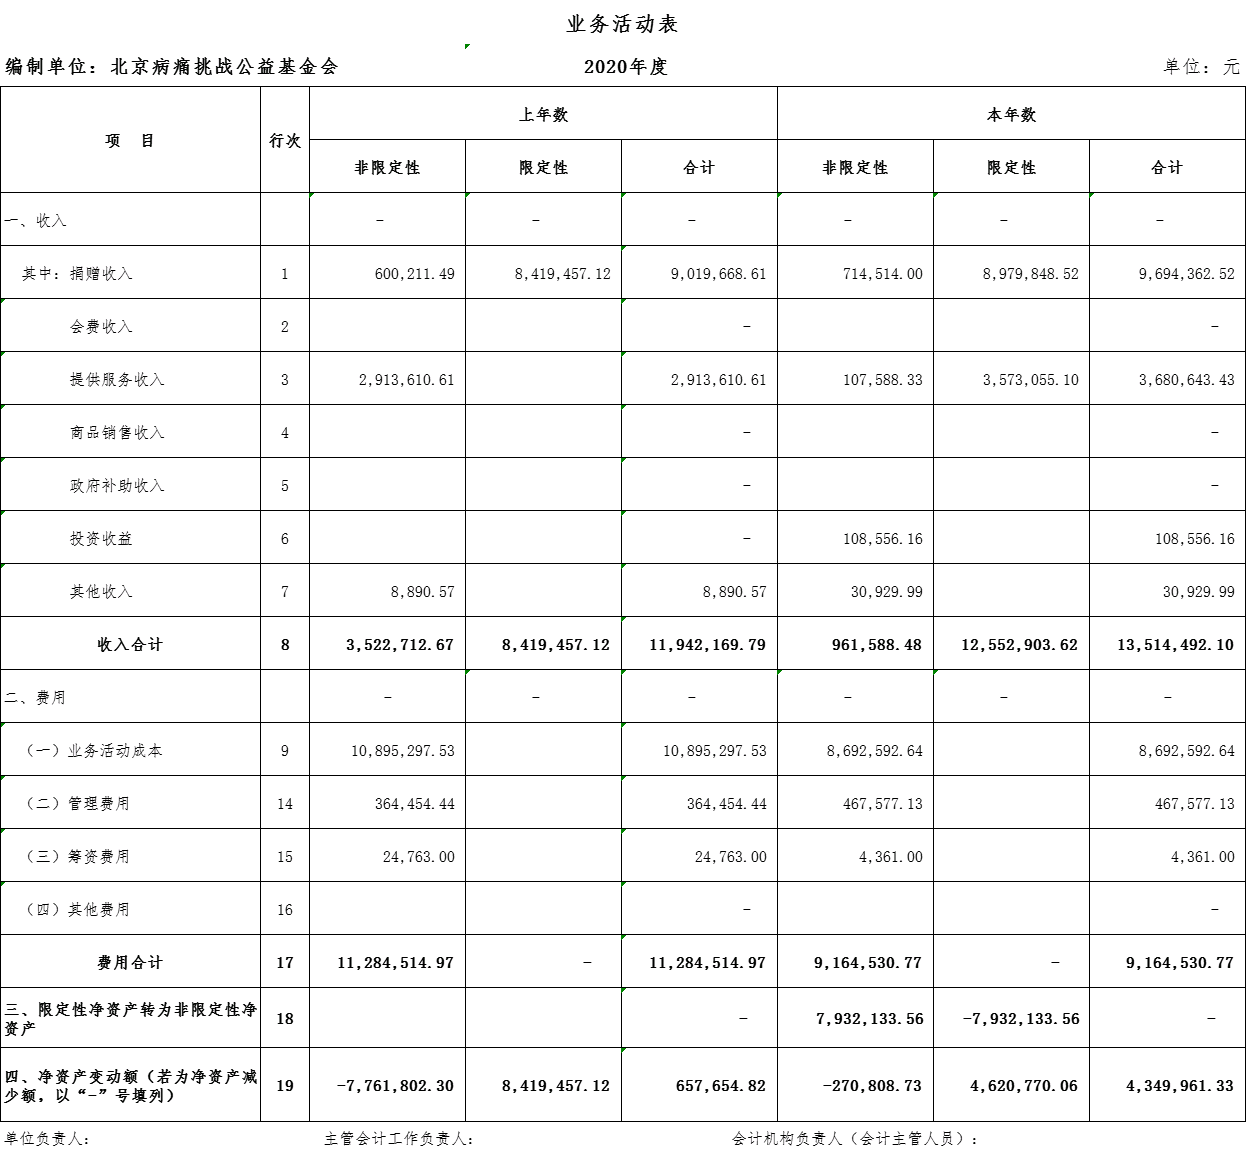 业务活动表
编制单位：北京病痛挑战公益基金会 2020年度 单位：元
项 目 行次 上年数 本年数
非限定性 限定性 合计 非限定性 限定性 合计
一、收入 - - - - - -
其中：捐赠收入 1 600,211.49 8,419,457.12 9,019,668.61 714,514.00 8,979,848.52 9,694,362.52
会费收入 2 - -
提供服务收入 3 2,913,610.61 2,913,610.61 107,588.33 3,573,055.10 3,680,643.43
商品销售收入 4 - -
政府补助收入 5 - -
投资收益 6 - 108,556.16 108,556.16
其他收入 7 8,890.57 8,890.57 30,929.99 30,929.99
收入合计 8 3,522,712.67 8,419,457.12 11,942,169.79 961,588.48 12,552,903.62 13,514,492.10
二、费用 - - - - - -
（一）业务活动成本 9 10,895,297.53 10,895,297.53 8,692,592.64 8,692,592.64
（二）管理费用 14 364,454.44 364,454.44 467,577.13 467,577.13
（三）筹资费用 15 24,763.00 24,763.00 4,361.00 4,361.00
（四）其他费用 16 - -
费用合计 17 11,284,514.97 - 11,284,514.97 9,164,530.77 - 9,164,530.77
三、限定性净资产转为非限定性净
资产 18 - 7,932,133.56 -7,932,133.56 -
四、净资产变动额（若为净资产减
少额，以“-”号填列） 19 -7,761,802.30 8,419,457.12 657,654.82 -270,808.73 4,620,770.06 4,349,961.33
单位负责人： 主管会计工作负责人： 会计机构负责人（会计主管人员）：